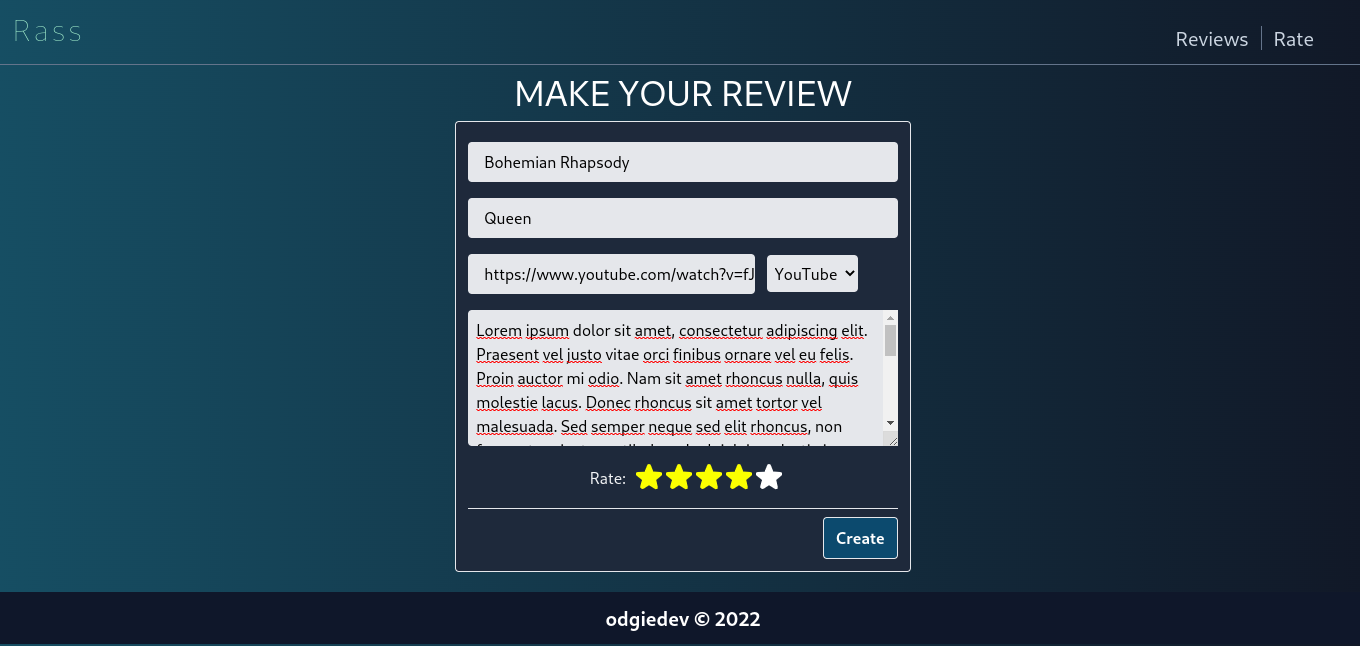 Rass
Reviews
Rate
MAKE YOUR REVIEW
Bohemian Rhapsody
Queen
https://www.youtube.com/watch?v=fJ
YouTube
Lorem ipsum dolor sit amet, consectetur adipiscing elit.
Praesent vel justo vitae orci finibus ornare vel eu felis.
Proin auctor mi odio. Nam sit amet rhoncus nulla, quis
molestie lacus. Donec rhoncus sit amet tortor vel
malesuada. Sed semper neque sed elit rhoncus, non
Rate:
Create
odgiedev © 2022